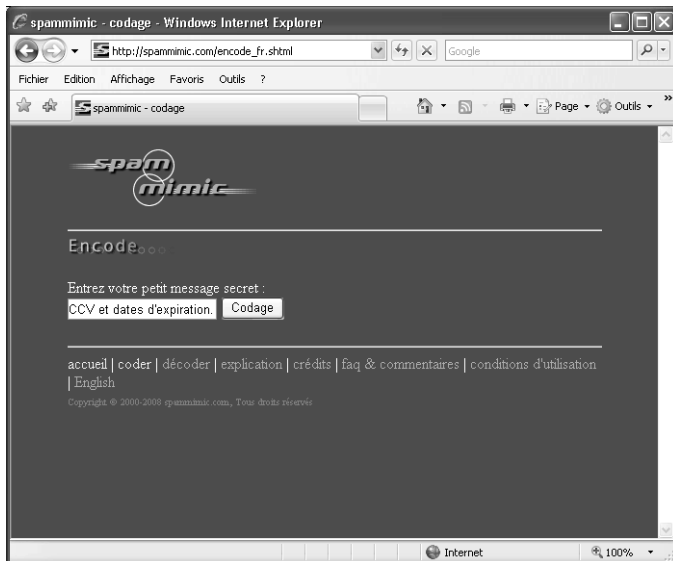 spammimic - codage - Windows Internet Explorer
http://spammimic.com/encode_fr.shtml
Google
Fichier Edition Affichage Favoris Outils ?
spammimic - codage
Page Outils »
spam
mimic
Encode...
Entrez votre petit message secret :
CCV et dates d'expiration. Codage
accueil | coder | décoder | explication | crédits | faq & commentaires | conditions d'utilisation
| English
Copyright © 2000-2008 spammimic.com, Tous droits réservés
Internet 100%